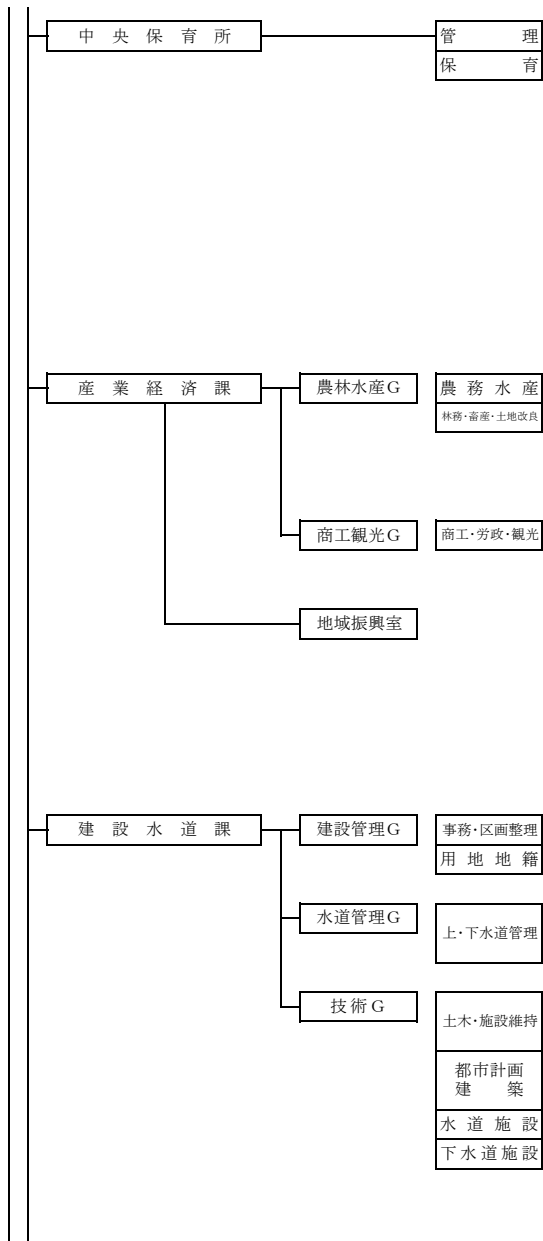 中央保育所
管理
保育
産業経済課
農林水産G
農務水産
林務・畜産・土地改良
商工観光G
商工・労政・観光
地域振興室
建設水道課
建設管理G
事務・区画整理
用地地籍
水道管理G
上・下水道管理
技術G
土木・施設維持
都市計画
建築
水道施設
下水道施設